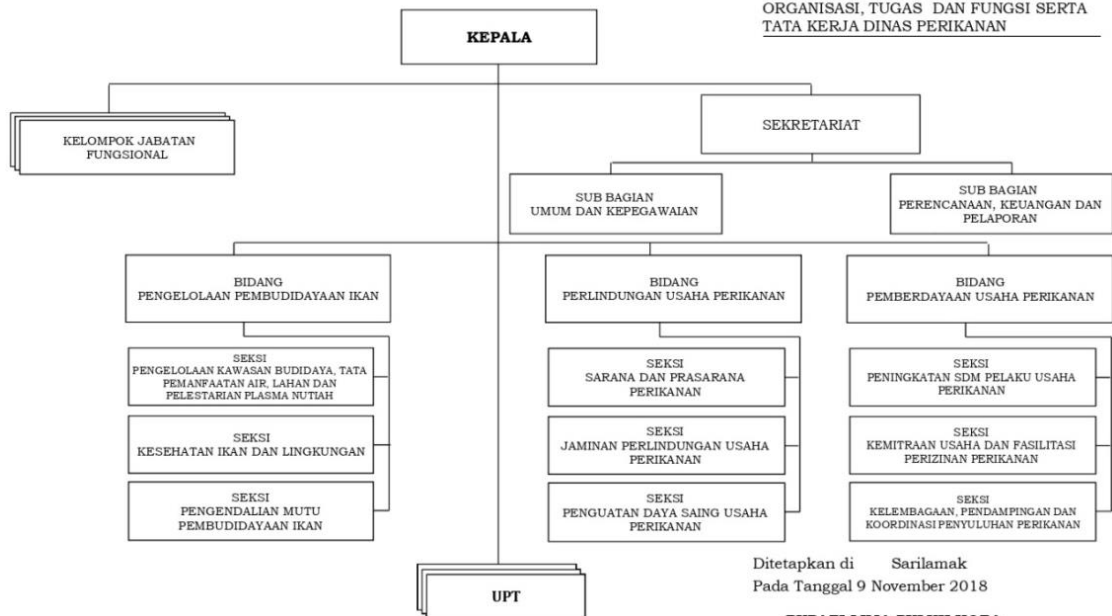 ORGANISASI, TUGAS DAN FUNGSI SERTA
TATA KERJA DINAS PERIKANAN
KEPALA
KELOMPOK JABATAN
FUNGSIONAL
SEKRETARIAT
SUB BAGIAN
UMUM DAN KEPEGAWAIAN
SUB BAGIAN
PERENCANAAN, KEUANGAN DAN
PELAPORAN
BIDANG
PENGELOLAAN PEMBUDIDAYAAN IKAN
BIDANG
PERLINDUNGAN USAHA PERIKANAN
BIDANG
PEMBERDAYAAN USAHA PERIKANAN
SEKSI
PENGELOLAAN KAWASAN BUDIDAYA, TATA
PEMANFAATAN AIR, LAHAN DAN
PELESTARIAN PLASMA NUTIAH
SEKSI
SARANA DAN PRASARANA
PERIKANAN
SEKSI
PENINGKATAN SDM PELAKU USAHA
PERIKANAN
SEKSI
KESEHATAN IKAN DAN LINGKUNGAN
SEKSI
JAMINAN PERLINDUNGAN USAHA
PERIKANAN
SEKSI
KEMITRAAN USAHA DAN FASILITASI
PERIZINAN PERIKANAN
SEKSI
PENGENDALIAN MUTU
PEMBUDIDAYAAN IKAN
SEKSI
PENGUATAN DAYA SAING USAHA
PERIKANAN
SEKSI
KELEMBAGAAN, PENDAMPINGAN DAN
KOORDINASI PENYULUHAN PERIKANAN
UPT
Ditetapkan di Sarilamak
Pada Tanggal 9 November 2018